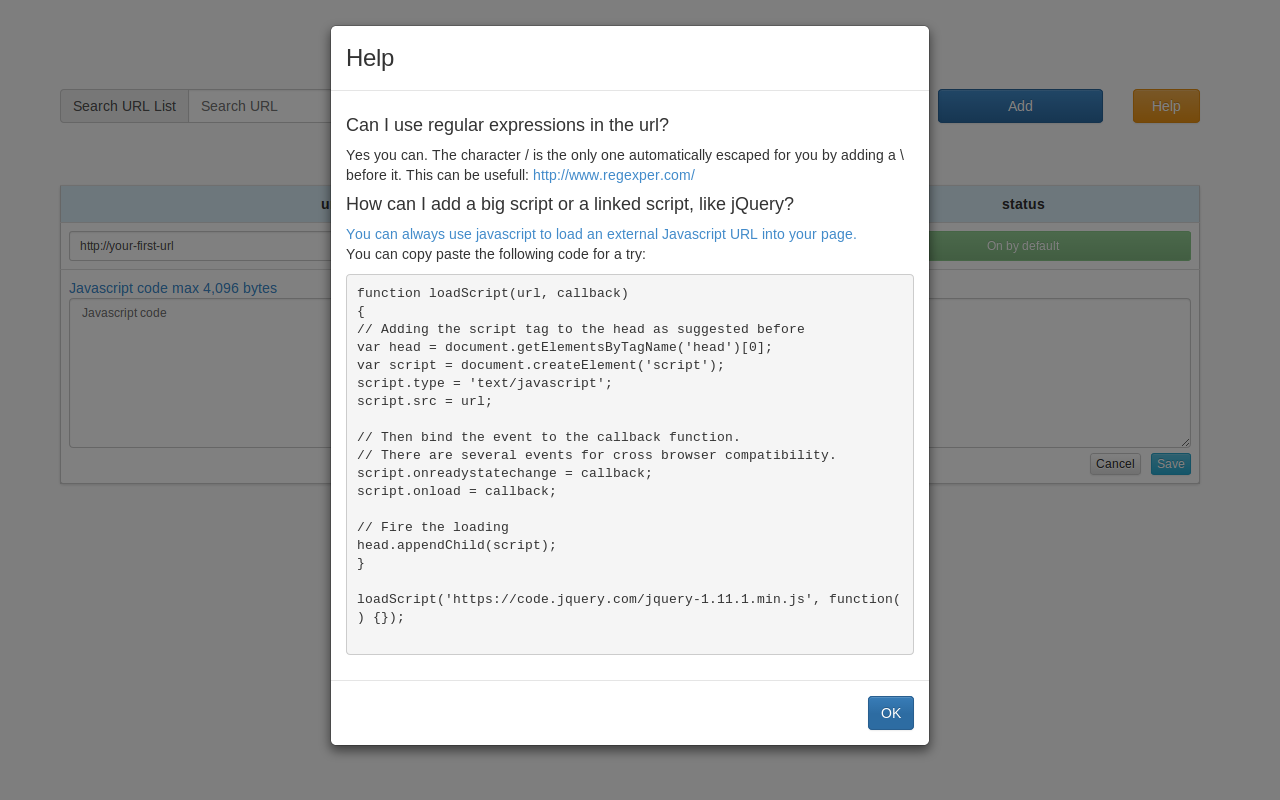 Help
Search URL List
Search URL
Add
Help
Can I use regular expressions in the url?
Yes you can. The character / is the only one automatically escaped for you by adding a \
before it. This can be usefull: http://www.regexper.com/
How can I add a big script or a linked script, like jQuery?
status
You can always use javascript to load an external Javascript URL into your page.
http://your-first-url
On by default
You can copy paste the following code for a try:
Javascript code max 4,096 bytes
Javascript code
function loadScript(url, callback)
{
// Adding the script tag to the head as suggested before
var head = document.getElementsByTagName('head')[0];
var script = document.createElement('script');
script.type = 'text/javascript';
script.src = url;
// Then bind the event to the callback function.
// There are several events for cross browser compatibility.
script.onreadystatechange = callback;
script.onload = callback;
Cancel
Save
// Fire the loading
head.appendChild(script);
}
loadScript('https://code.jquery.com/jquery-1.11.1.min.js', function(
) {});
OK